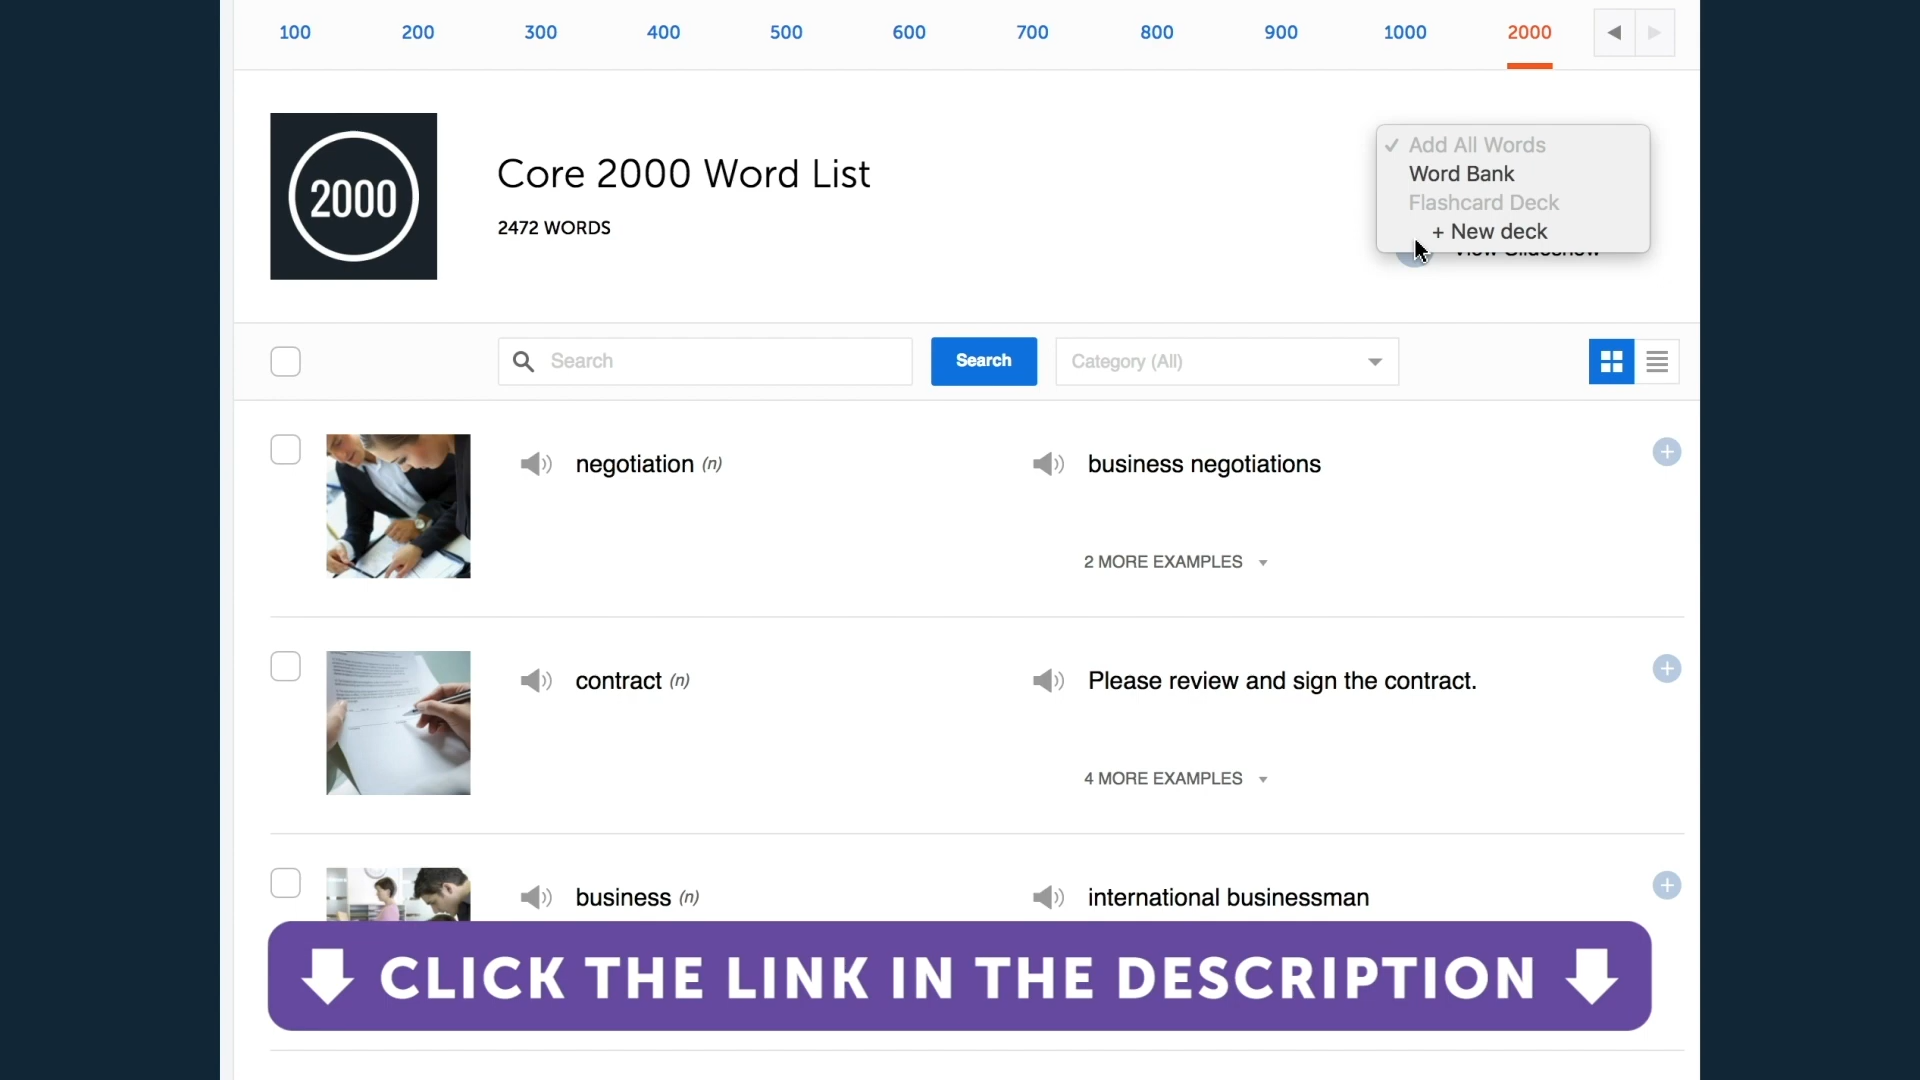 100 200 300 400 500 600 700 800 900 1000 2000
2000
Core 2000 Word List
2472 WORDS
✓ Add All Words
Word Bank
Flashcard Deck
+ New deck
Search
Search
Category (All)
negotiation (n)
business negotiations
2 MORE EXAMPLES
contract (n)
Please review and sign the contract.
4 MORE EXAMPLES
business (n)
international businessman
CLICK THE LINK IN THE DESCRIPTION